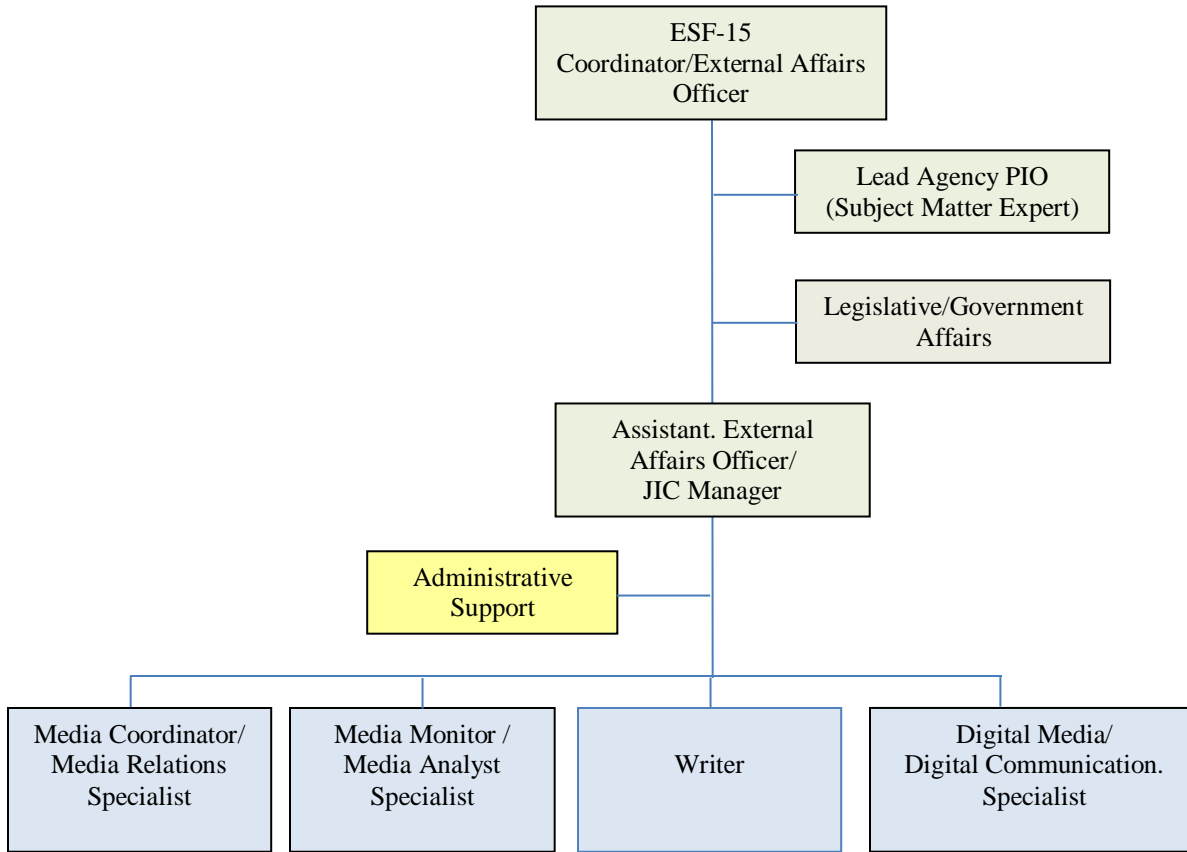 ESF-15
Coordinator/External Affairs
Officer
Lead Agency PIO
(Subject Matter Expert)
Legislative/Government
Affairs
Assistant. External
Affairs Officer/
JIC Manager
Administrative
Support
Media Coordinator/
Media Relations
Specialist
Media Monitor /
Media Analyst
Specialist
Writer
Digital Media/
Digital Communication.
Specialist